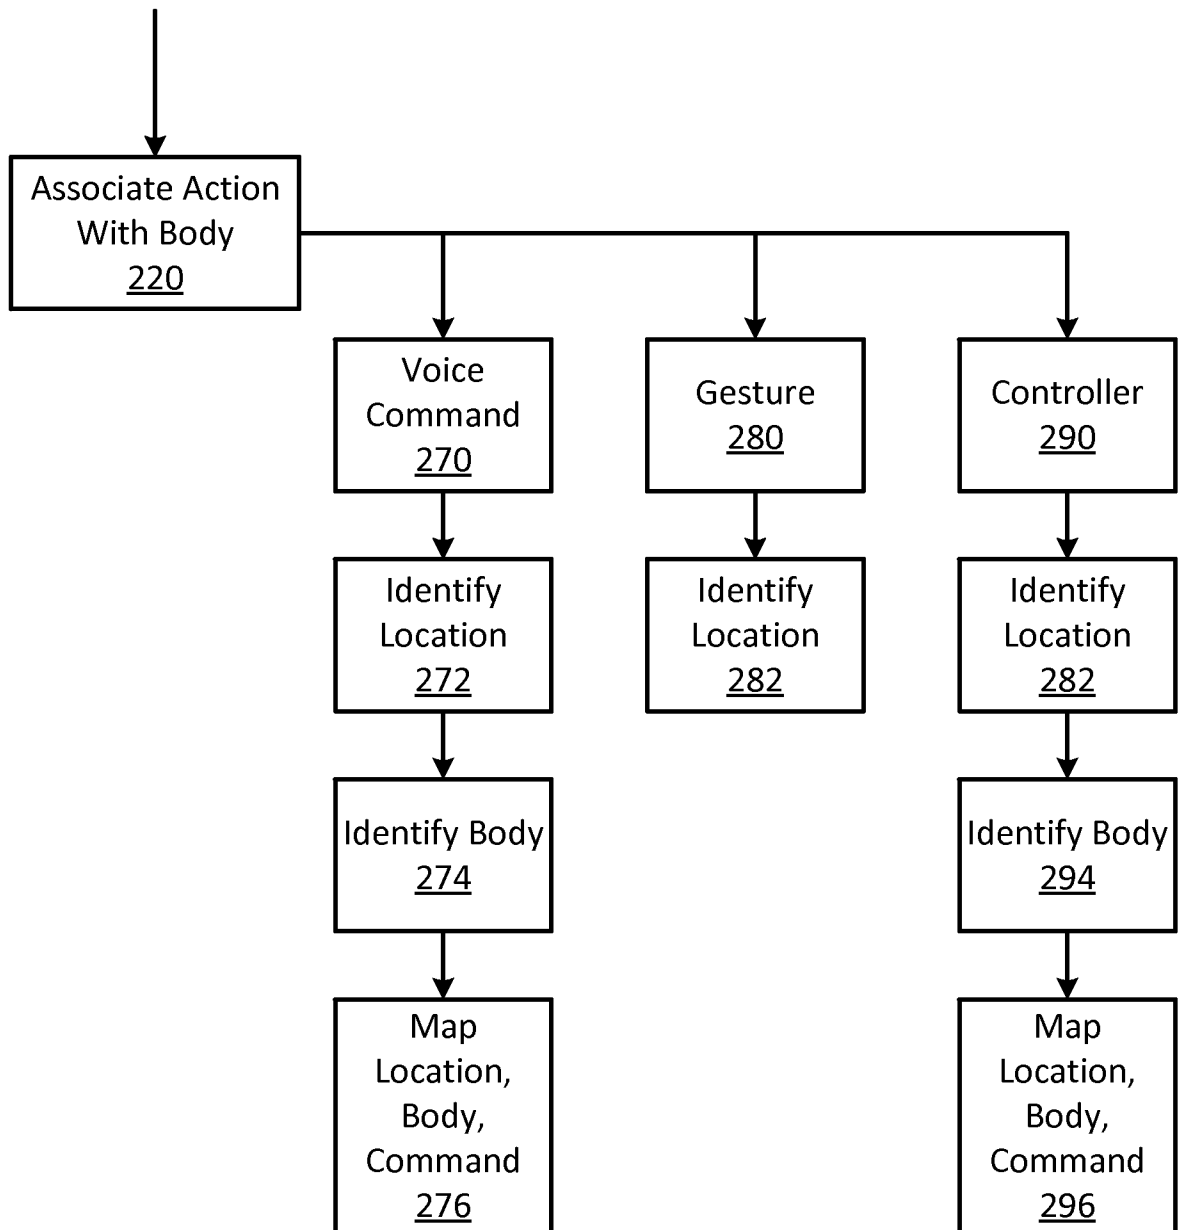 Associate Action
With Body
220
Voice
Command
270
Gesture
280
Controller
290
Identify
Location
272
Identify
Location
282
Identify
Location
282
Identify Body
274
Identify Body
294
Map
Location,
Body,
Command
276
Map
Location,
Body,
Command
296